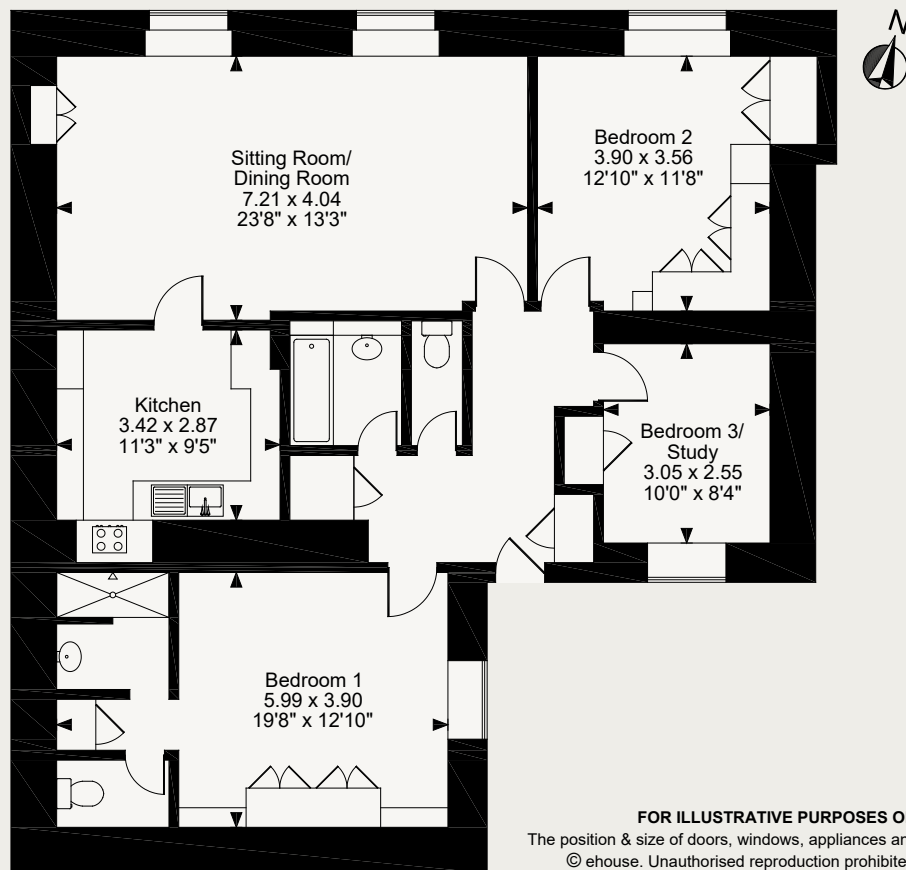 N
Sitting Room/
Dining Room
7.21 x 4.04
23'8" x 13'3"
Bedroom 2
3.90 x 3.56
12'10" x 11'8"
Kitchen
3.42 x 2.87
11'3" x 9'5"
Bedroom 3/
Study
3.05 x 2.55
10'0" x 8'4"
Bedroom 1
5.99 x 3.90
19'8" x 12'10"
FOR ILLUSTRATIVE PURPOSES O
The position & size of doors, windows, appliances an
© ehouse. Unauthorised reproduction prohibite